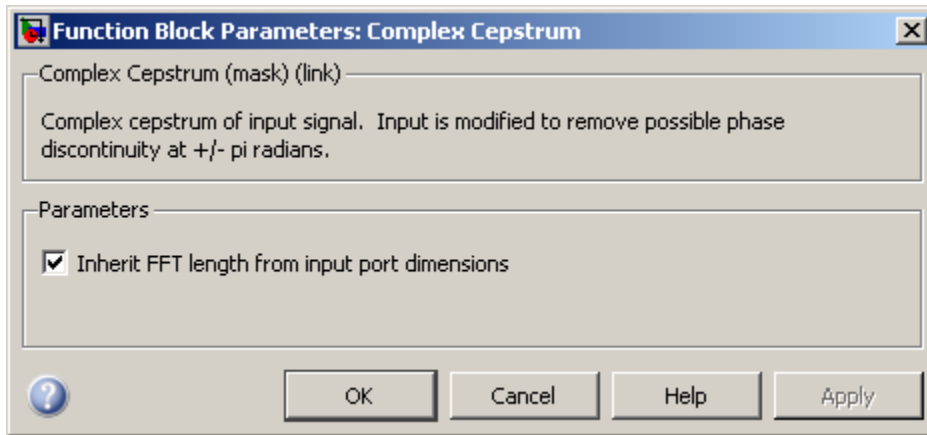 Function Block Parameters: Complex Cepstrum
Complex Cepstrum (mask) (link)
Complex cepstrum of input signal.  Input is modified to remove possible phase
discontinuity at +/- pi radians.
Parameters
Inherit FFT length from input port dimensions
?
OK
Cancel
Help
Apply